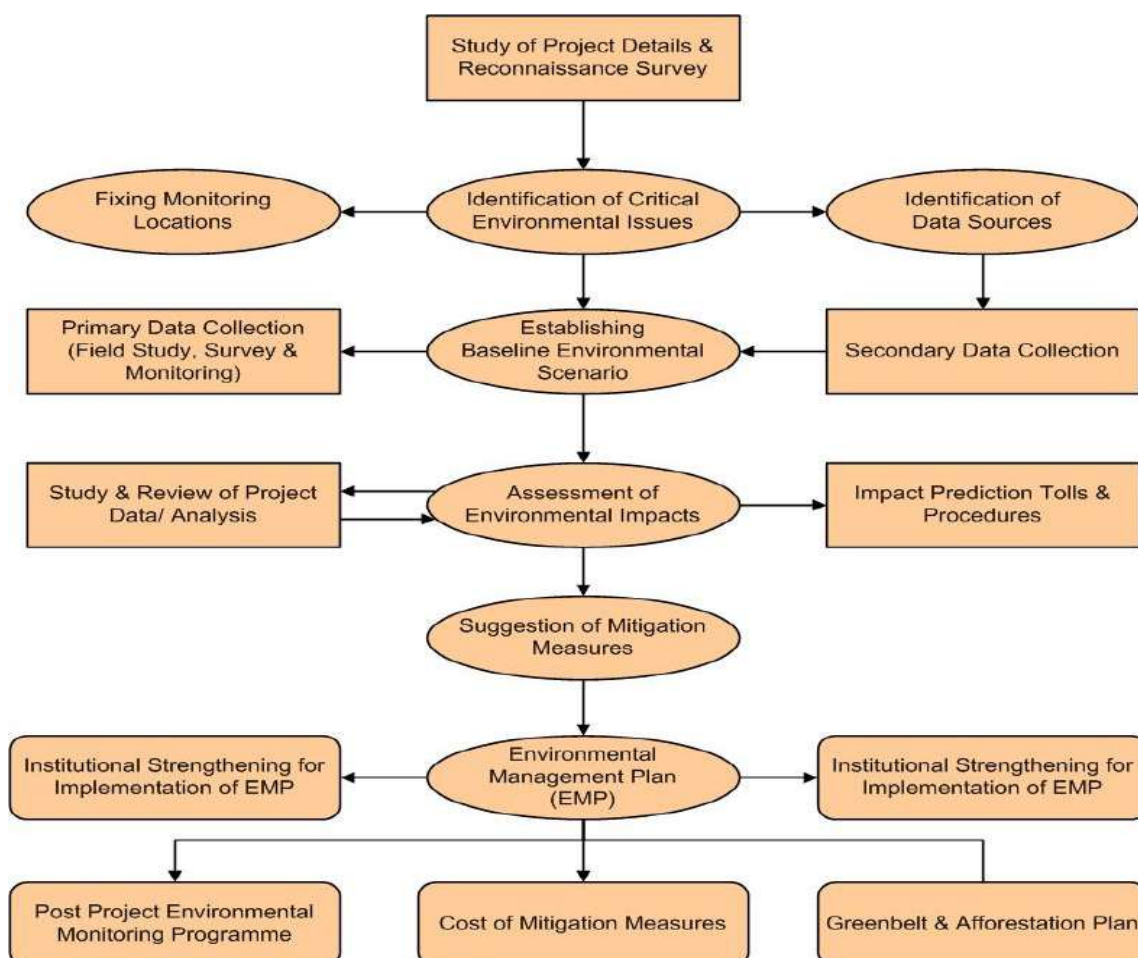 Study of Project Details &
Reconnaissance Survey
Fixing Monitoring
Locations
Identification of Critical
Environmental Issues
Identification of
Data Sources
Primary Data Collection
(Field Study, Survey &
Monitoring)
Establishing
Baseline Environmental
Scenario
Secondary Data Collection
Study & Review of Project
Data/ Analysis
Assessment of
Environmental Impacts
Impact Prediction Tolls &
Procedures
Suggestion of Mitigation
Measures
Institutional Strengthening for
Implementation of EMP
Environmental
Management Plan
(EMP)
Institutional Strengthening for
Implementation of EMP
Post Project Environmental
Monitoring Programme
Cost of Mitigation Measures
Greenbelt & Afforestation Plan